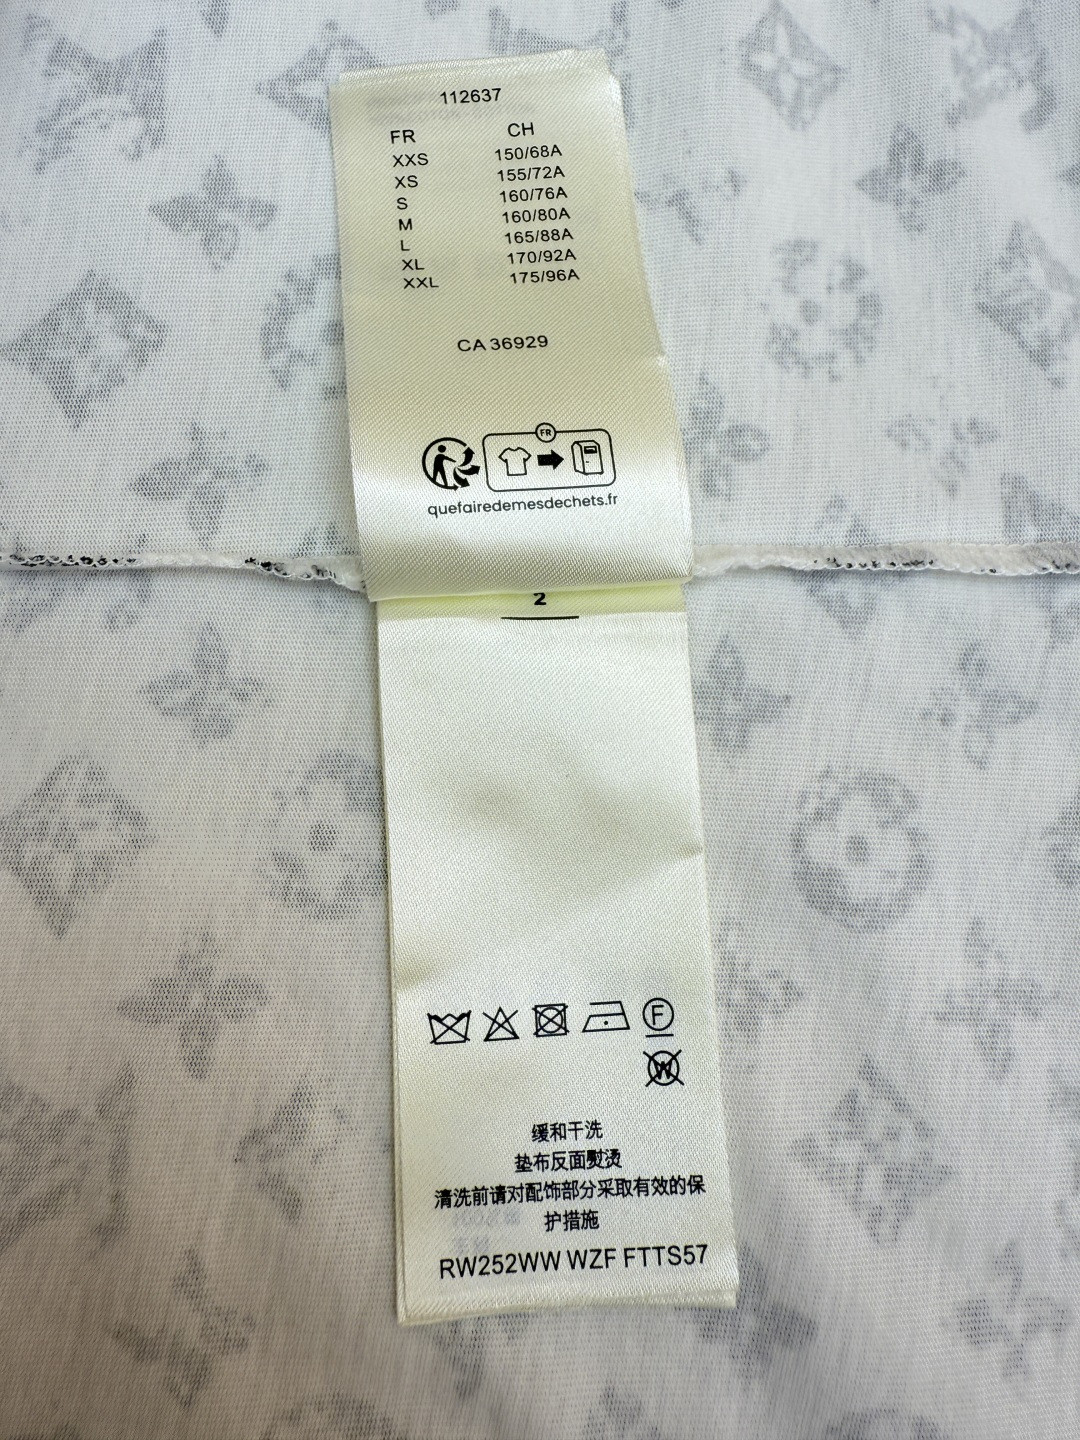 112637
FR CH
XXS 150/68A
XS 155/72A
S 160/76A
M 160/80A
L 165/88A
XL 170/92A
XXL 175/96A
CA 36929
FR
quefairedemesdechets.fr
2
F
W
缓和干洗
垫布反面熨烫
清洗前请对配饰部分采取有效的保
护措施
RW252WW WZF FTTS57